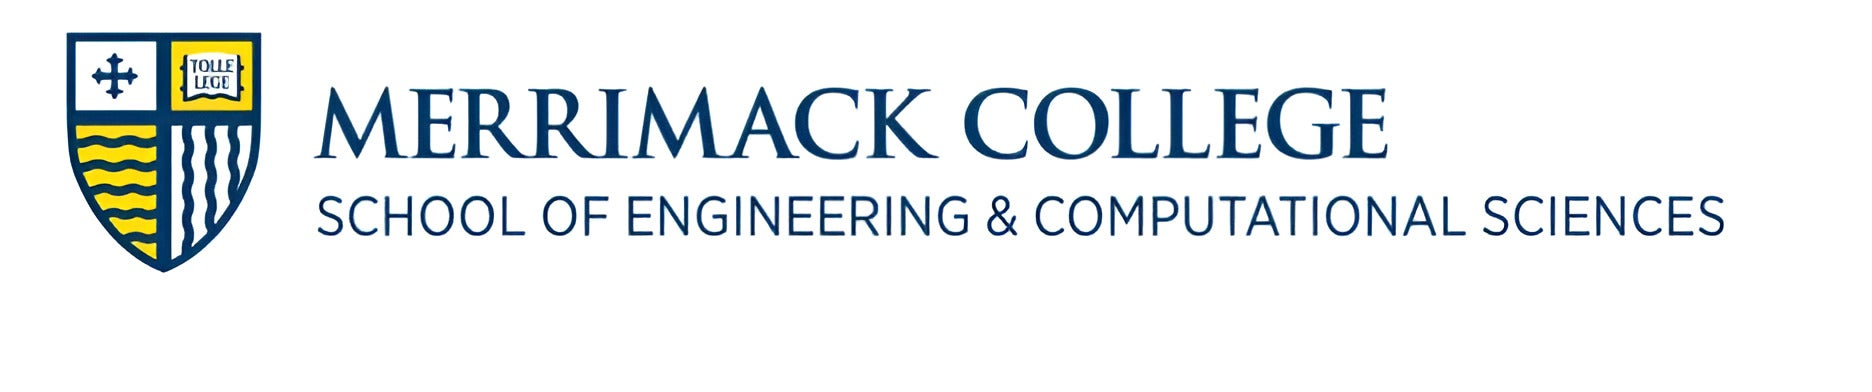 TOLLE
LEGE
MERRIMACK COLLEGE
SCHOOL OF ENGINEERING & COMPUTATIONAL SCIENCES